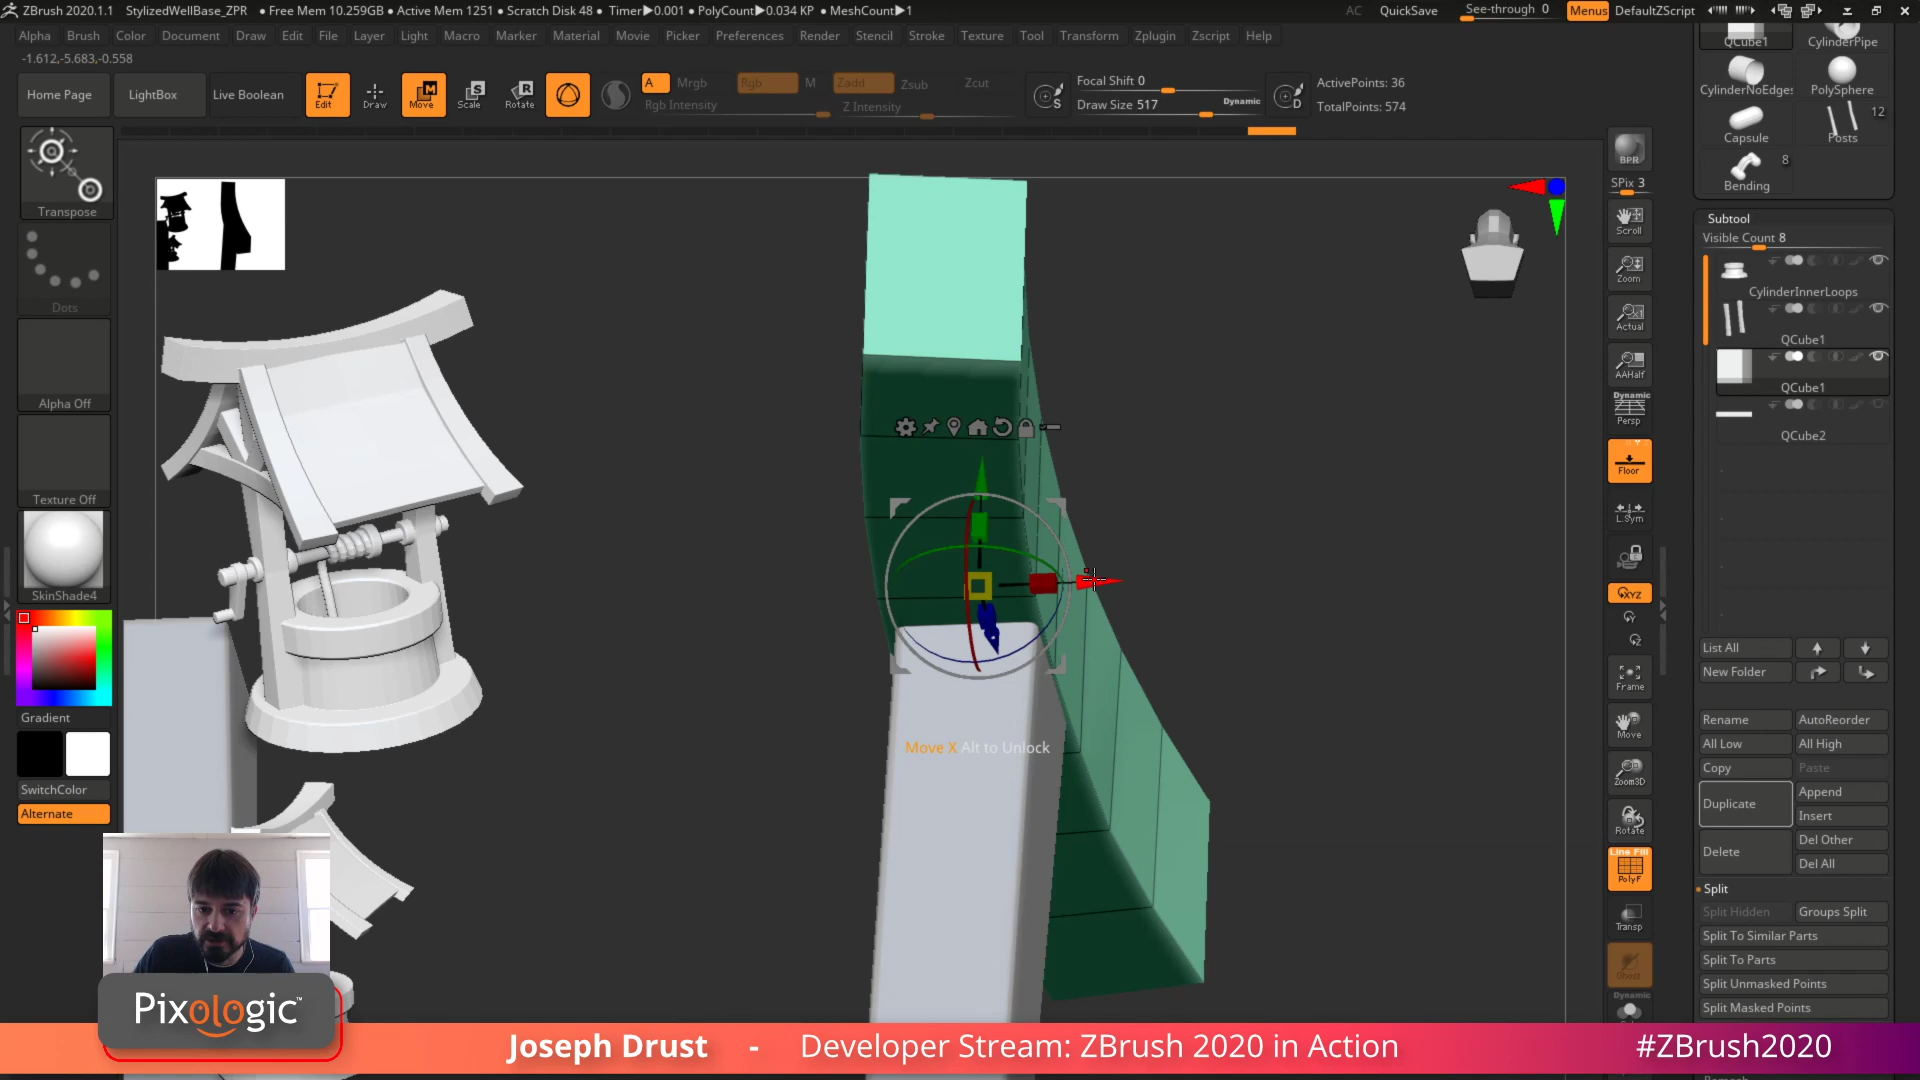 ZBrush 2020.1.1 StylizedWellBase_ZPR ● Free Mem 10.259GB ● Active Mem 1251 ● Scratch Disk 48 ● Timer▶0.001 ● PolyCount▶0.034 KP ● MeshCount▶1 AC QuickSave See-through 0 Menus DefaultZScript
Alpha Brush Color Document Draw Edit File Layer Light Macro Marker Material Movie Picker Preferences Render Stencil Stroke Texture Tool Transform Zplugin Zscript Help
-1.612,-5.683,-0.558
Home Page LightBox Live Boolean Edit Draw Move Scale Rotate
A Mrgb Rgb M Zadd Zsub Zcut
Rgb Intensity Z Intensity
S Focal Shift 0
Draw Size 517 Dynamic D
ActivePoints: 36
TotalPoints: 574
Transpose
Dots
Alpha Off
Texture Off
SkinShade4
Gradient
SwitchColor
Alternate
Move X Alt to Unlock
BPR
SPix 3
Scroll
Zoom
Actual
AAHalf
Dynamic
Persp
Floor
L.Sym
XYZ
Frame
Move
Zoom3D
Rotate
Line Fill
PolyF
Transp
Ghost
Dynamic
QCube1 CylinderPipe
CylinderNoEdges PolySphere
12
Capsule Posts
8
Bending
Subtool
Visible Count 8
CylinderInnerLoops
QCube1
QCube1
QCube2
List All
New Folder
Rename AutoReorder
All Low All High
Copy Paste
Duplicate Append
Insert
Delete Del Other
Del All
Split
Split Hidden Groups Split
Split To Similar Parts
Split To Parts
Split Unmasked Points
Split Masked Points
Pixologic™
Joseph Drust - Developer Stream: ZBrush 2020 in Action #ZBrush2020